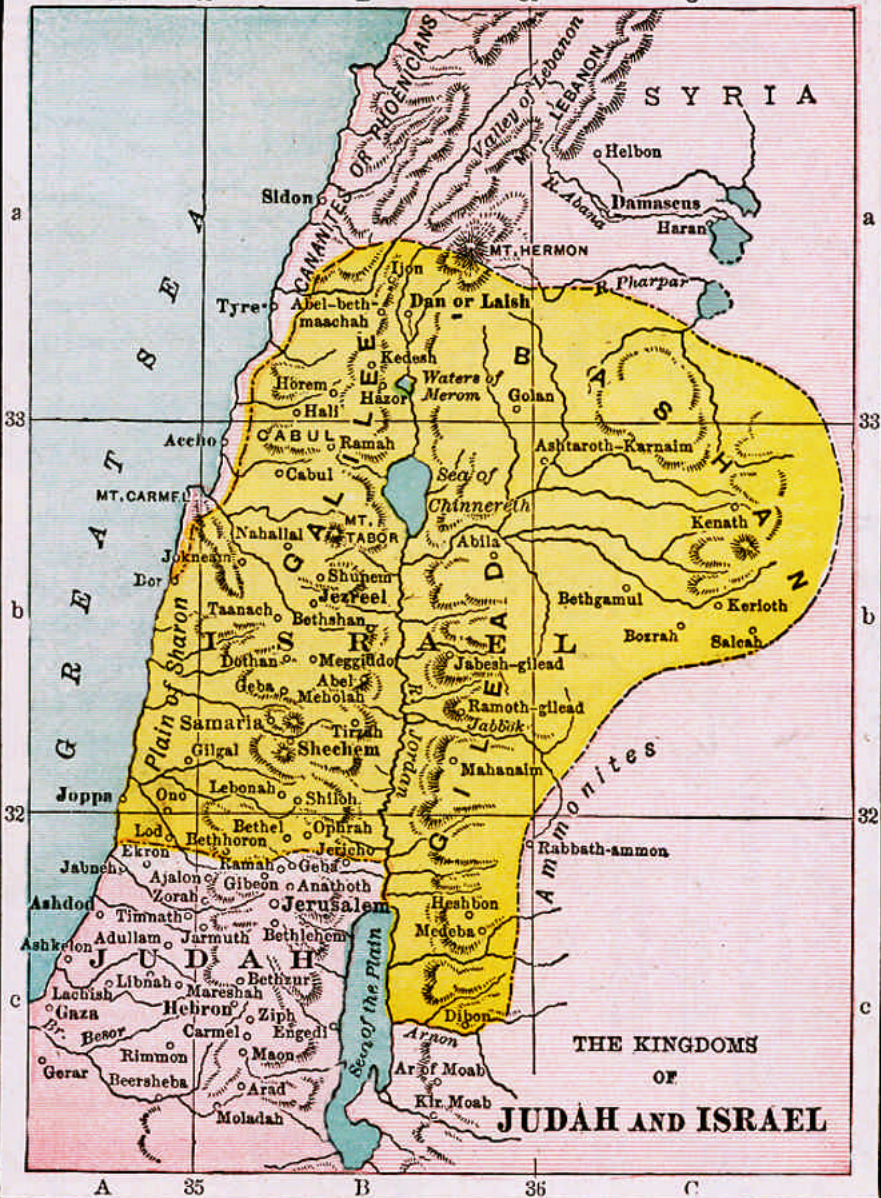 CANANITES OR PHOENICIANS
Valley of Lebanon
MT. LEBANON
SYRIA
Helbon
R. Abana
Damascus
Haran
a
a
Sidon
MT. HERMON
R. Pharpar
Ijon
Tyre
Abel-beth-
maachah
Dan or Laish
Kedesh
Horem
Hazor
Waters of
Merom
Hali
Golan
BASHAN
33
33
Accho
CABUL
Ramah
Cabul
Ashtaroth-Karnaim
Sea of
Chinnereth
MT. CARMEL
GALILEE
Nahallal
MT.
TABOR
Kenath
Abila
Jokneam
Dor
Shunem
Jezreel
Bethgamul
Kerioth
b
b
Taanach
Bethshan
Bozrah
Salcah
ISRAEL
Dothan
Megiddo
Jabesh-gilead
Geba
Abel
Meholah
Ramoth-gilead
Jabbok
Samaria
Tirzah
Shechem
Plain of Sharon
Gilgal
R. Jordan
Mahanaim
GILEAD
Ammonites
GREAT SEA
Joppa
Ono
Lebonah
Shiloh
32
32
Lod
Bethel
Ophrah
Bethhoron
Jericho
Rabbath-ammon
Ekron
Jabneh
Ramah
Geba
Ajalon
Gibeon
Anathoth
Zorah
Ashdod
Timnath
Jerusalem
Heshbon
Medeba
Ashkelon
Adullam
Jarmuth
Bethlehem
JUDAH
Sea of the Plain
Libnah
Bethzur
Lachish
Mareshah
c
c
Gaza
Hebron
Ziph
Dibon
Br. Besor
Carmel
Engedi
Arnon
Rimmon
Maon
Gerar
Beersheba
Arad
Ar of Moab
Moladah
Kir Moab
THE KINGDOMS
OF
JUDAH AND ISRAEL
A
35
B
36
C